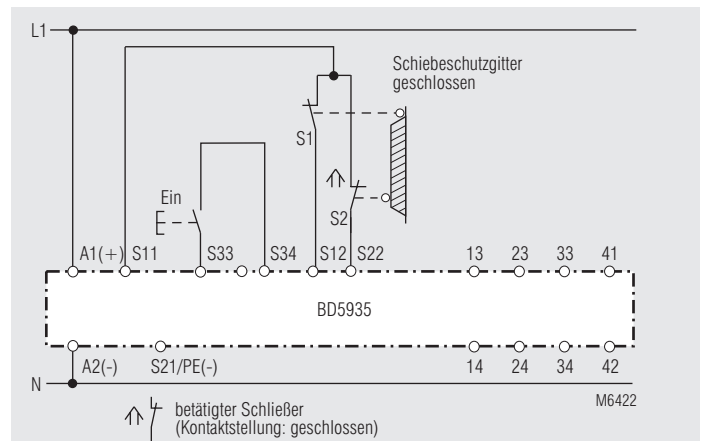 L1
Schiebeschutzgitter
geschlossen
S1
Ein
S2
A1(+) S11 S33 S34 S12 S22 13 23 33 41
BD5935
A2(-) S21/PE(-) 14 24 34 42
N
M6422
betätigter Schließer
(Kontaktstellung: geschlossen)